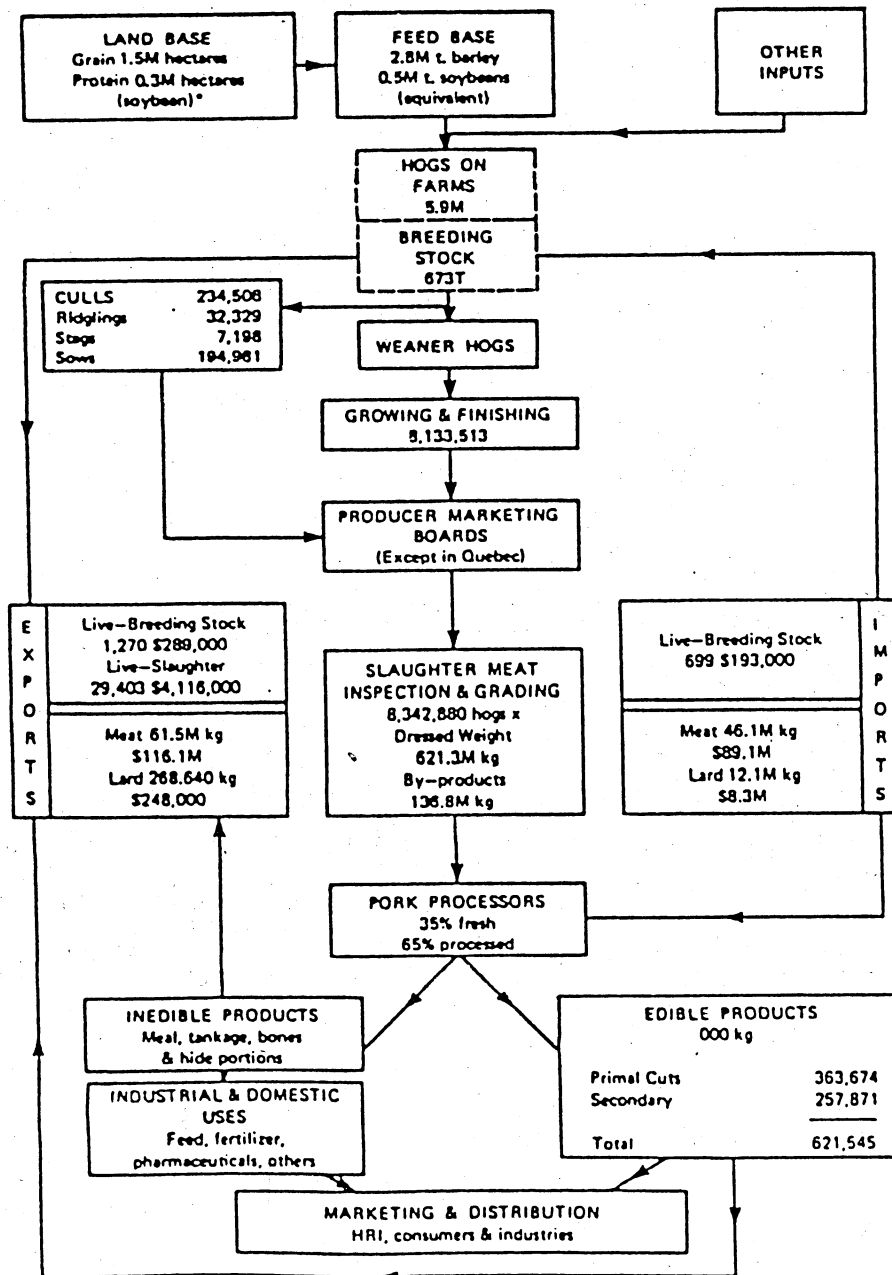 LAND BASE
Grain 1.5M hectares
Protein 0.3M hectares
(soybean)*
FEED BASE
2.8M t. barley
0.5M t. soybeans
(equivalent)
OTHER
INPUTS
HOGS ON
FARMS
5.9M
BREEDING
STOCK
673T
CULLS 234,508
Ridglings 32,329
Stags 7,198
Sows 194,981
WEANER HOGS
GROWING & FINISHING
8,133,513
PRODUCER MARKETING
BOARDS
(Except in Quebec)
EXPORTS
Live-Breeding Stock
1,270 $289,000
Live-Slaughter
29,403 $4,116,000
Meat 61.5M kg
$116.1M
Lard 268.640 kg
$248,000
SLAUGHTER MEAT
INSPECTION & GRADING
8,342,880 hogs x
Dressed Weight
621.3M kg
By-products
136.8M kg
Live-Breeding Stock
699 $193,000
Meat 46.1M kg
$89.1M
Lard 12.1M kg
$8.3M
IMPORTS
PORK PROCESSORS
35% fresh
65% processed
INEDIBLE PRODUCTS
Meal, tankage, bones
& hide portions
INDUSTRIAL & DOMESTIC
USES
Feed, fertilizer,
pharmaceuticals, others
EDIBLE PRODUCTS
000 kg
Primal Cuts 363,674
Secondary 257,871
Total 621,545
MARKETING & DISTRIBUTION
HRI, consumers & industries